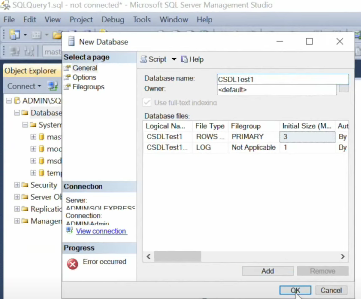 SQLQuery1.sql - not connected* - Microsoft SQL Server Management Studio
File Edit View Project Debug Tools Window Help
New Database
Object Explorer
Connect
ADMIN\SQ
Database
System
mas
mod
msd
temp
Security
Server Ob
Replicatio
Managem
Select a page
General
Options
Filegroups
Script Help
Database name: CSDLTest1
Owner: <default>
Use full-text indexing
Database files:
Logical Na... File Type Filegroup Initial Size (M... Aut
CSDLTest1 ROWS... PRIMARY 3 By
CSDLTest1... LOG Not Applicable 1 By
Connection
Server:
ADMIN\SQLEXPRESS
Connection:
ADMIN\Admin
View connection
Progress
Error occurred
Add Remove
OK Cancel